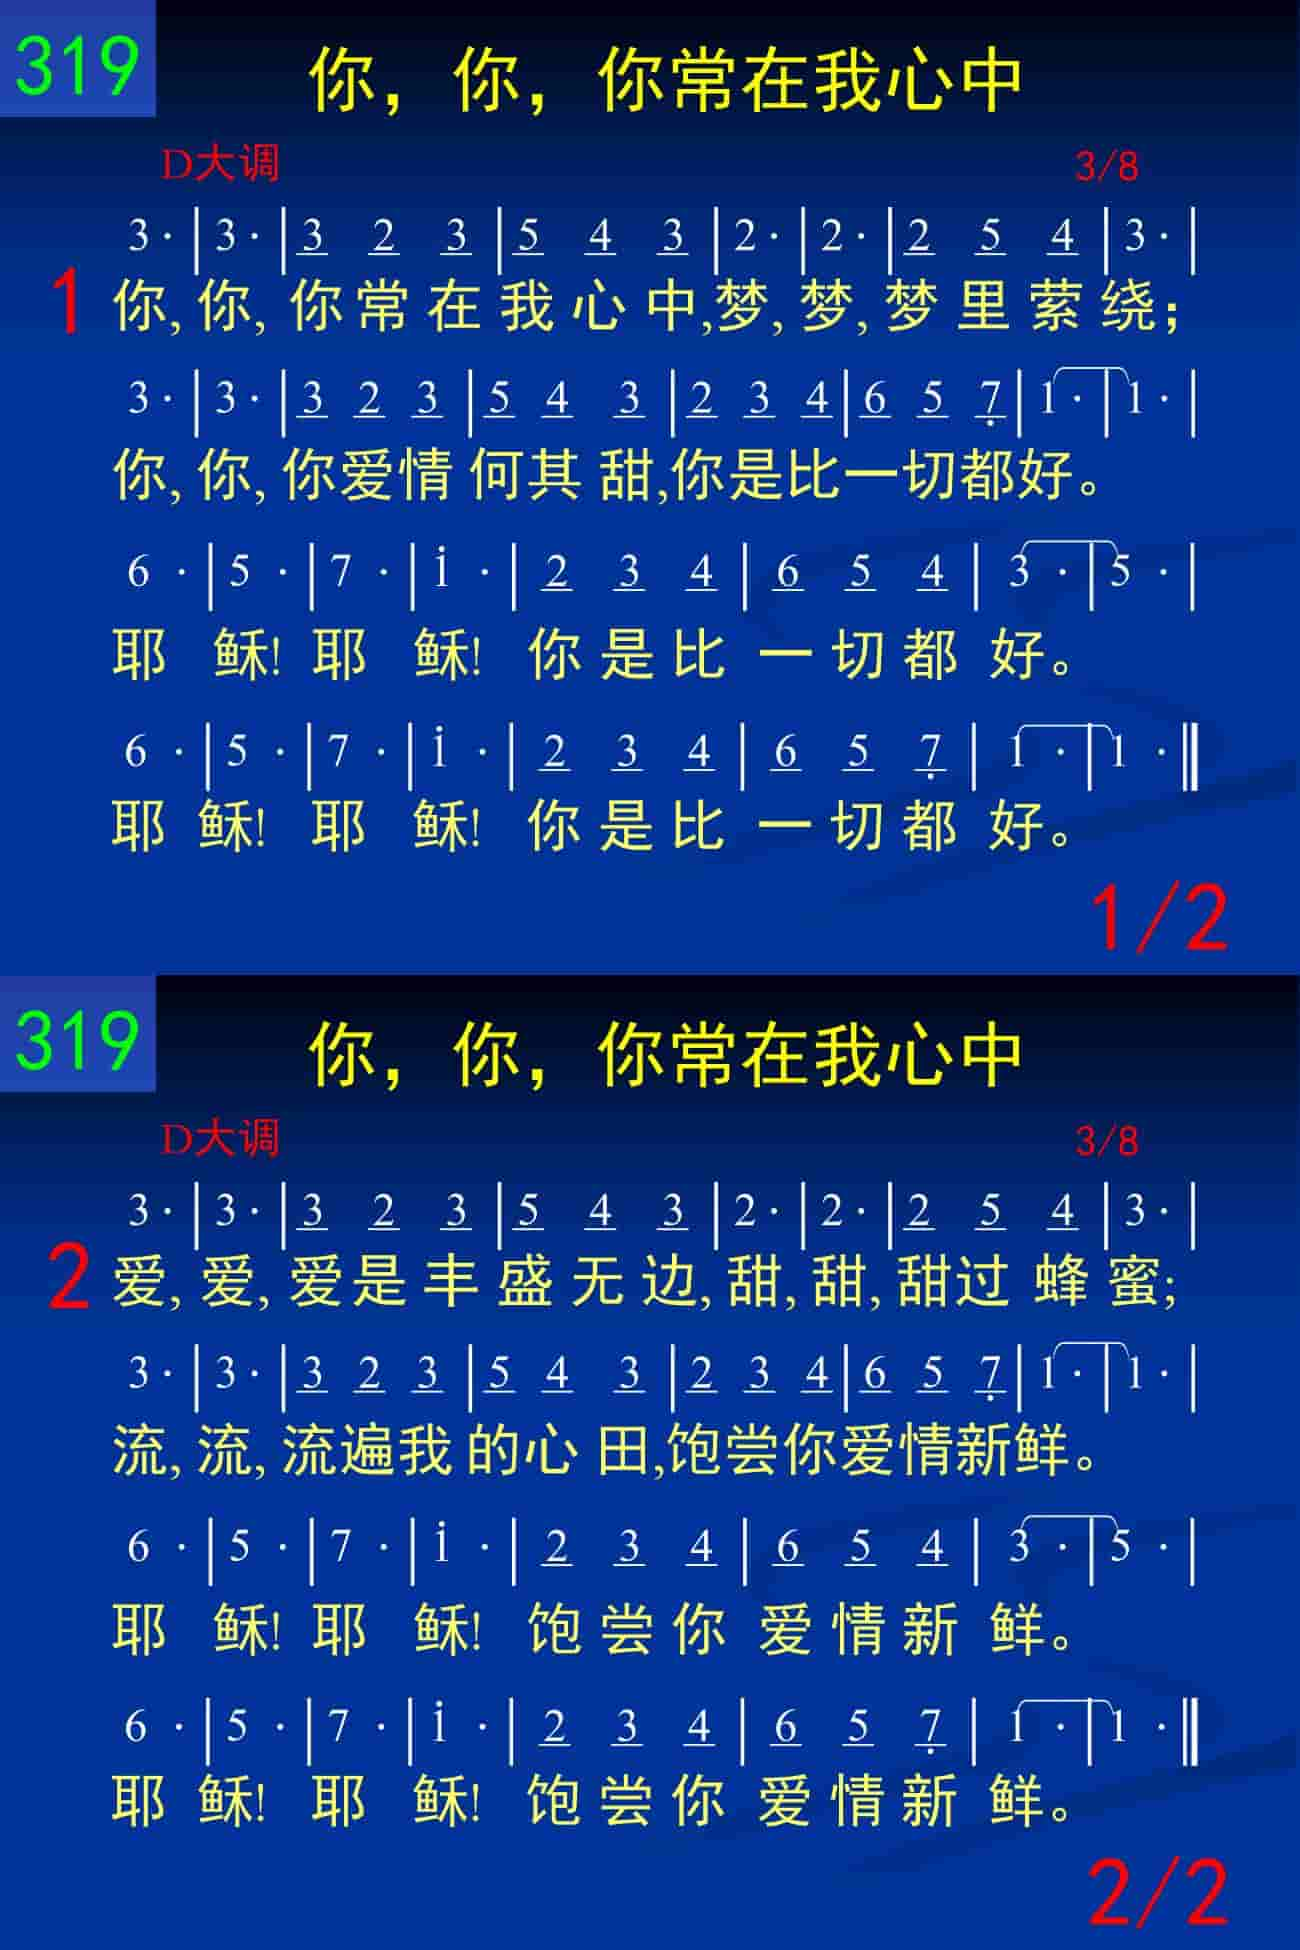 319
你，你，你常在我心中
D大调 3/8
3· | 3· | 3 2 3 | 5 4 3 | 2· | 2· | 2 5 4 | 3· |
1 你, 你, 你常在我心中,梦, 梦, 梦里萦绕；
3· | 3· | 3 2 3 | 5 4 3 | 2 3 4 | 6 5 7̣ | 1· | 1· |
你, 你, 你爱情何其甜,你是比一切都好。
6· | 5· | 7· | i· | 2 3 4 | 6 5 4 | 3· | 5· |
耶稣! 耶稣! 你是比一切都好。
6· | 5· | 7· | i· | 2 3 4 | 6 5 7̣ | 1· | 1· ‖
耶稣! 耶稣! 你是比一切都好。
1/2
319
你，你，你常在我心中
D大调 3/8
3· | 3· | 3 2 3 | 5 4 3 | 2· | 2· | 2 5 4 | 3· |
2 爱, 爱, 爱是丰盛无边, 甜, 甜, 甜过蜂蜜;
3· | 3· | 3 2 3 | 5 4 3 | 2 3 4 | 6 5 7̣ | 1· | 1· |
流, 流, 流遍我的心田,饱尝你爱情新鲜。
6· | 5· | 7· | i· | 2 3 4 | 6 5 4 | 3· | 5· |
耶稣! 耶稣! 饱尝你爱情新鲜。
6· | 5· | 7· | i· | 2 3 4 | 6 5 7̣ | 1· | 1· ‖
耶稣! 耶稣! 饱尝你爱情新鲜。
2/2